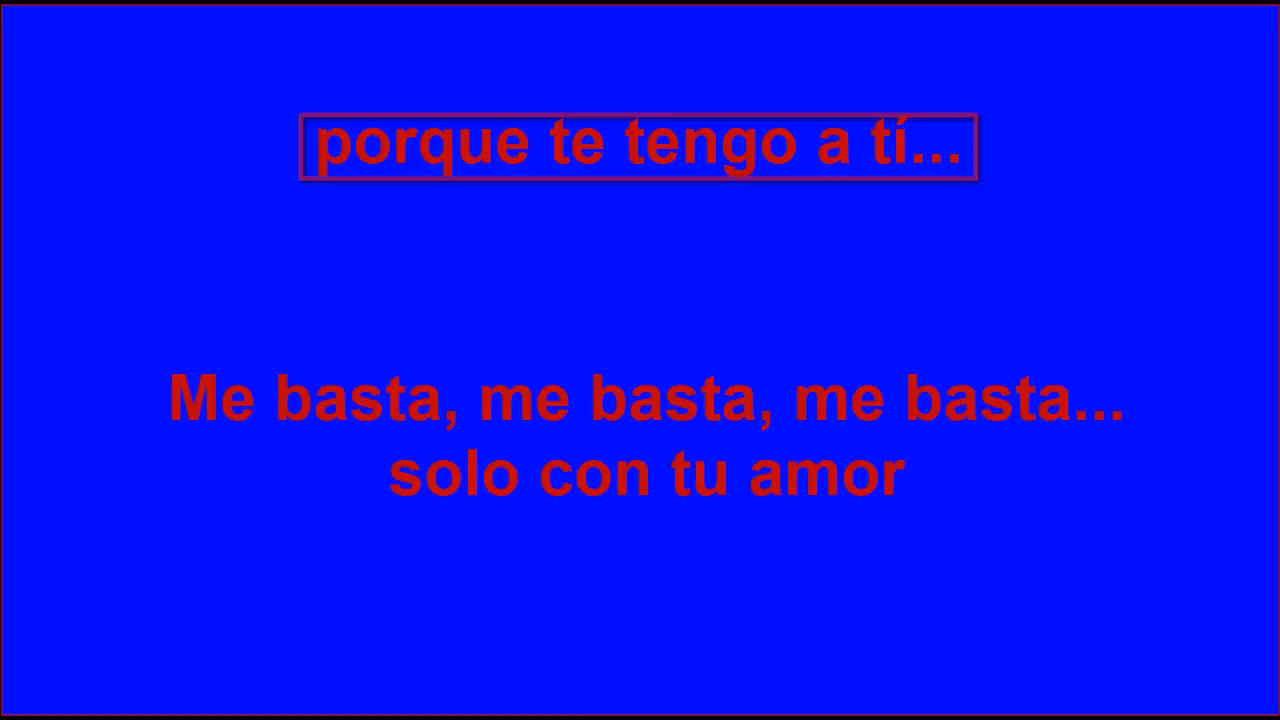 porque te tengo a tí...
Me basta, me basta, me basta...
solo con tu amor